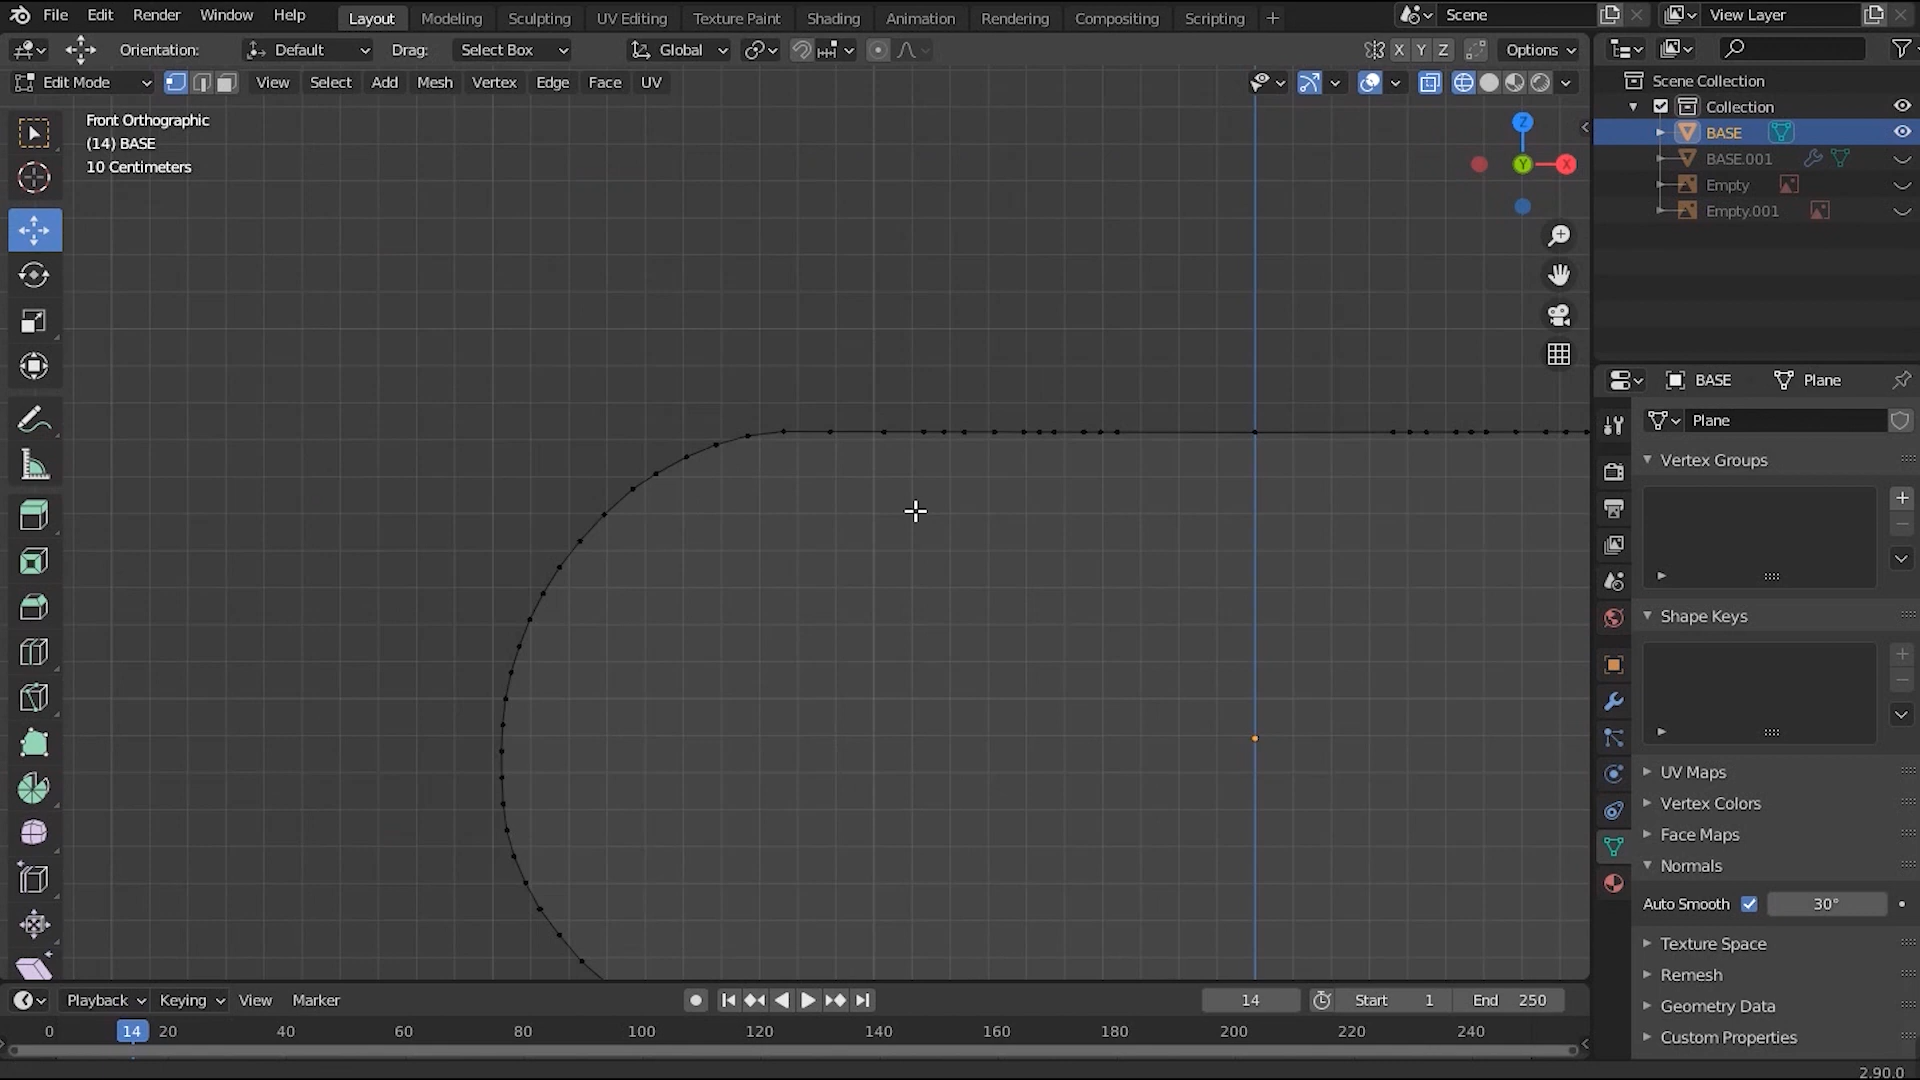 File Edit Render Window Help Layout Modeling Sculpting UV Editing Texture Paint Shading Animation Rendering Compositing Scripting + Scene View Layer
Orientation: Default Drag: Select Box Global X Y Z Options
Edit Mode View Select Add Mesh Vertex Edge Face UV
Front Orthographic
(14) BASE
10 Centimeters
Z
Y
X
Scene Collection
Collection
BASE
BASE.001
Empty
Empty.001
BASE Plane
Plane
Vertex Groups
Shape Keys
UV Maps
Vertex Colors
Face Maps
Normals
Auto Smooth 30°
Texture Space
Remesh
Geometry Data
Custom Properties
Playback Keying View Marker 14 Start 1 End 250
0 14 20 40 60 80 100 120 140 160 180 200 220 240
2.90.0